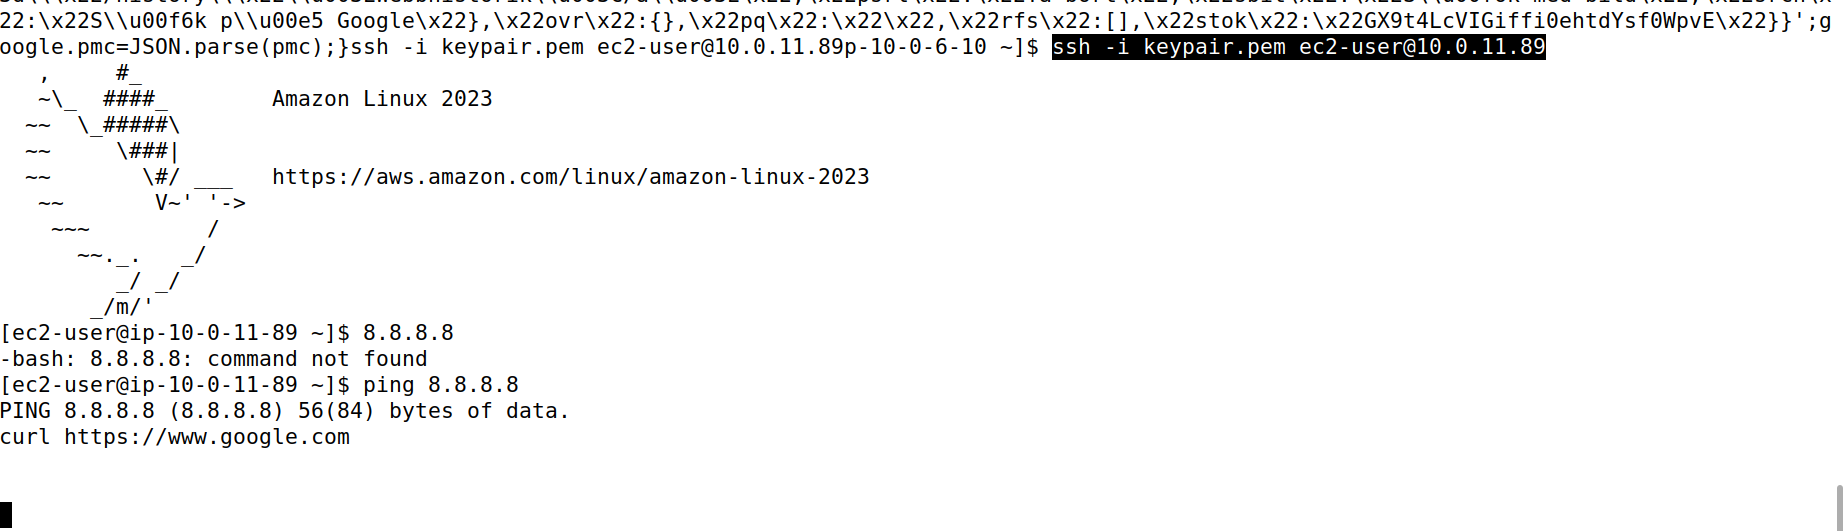 22:\x22S\\u00f6k p\\u00e5 Google\x22},\x22ovr\x22:{},\x22pq\x22:\x22\x22,\x22rfs\x22:[],\x22stok\x22:\x22GX9t4LcVIGiffi0ehtdYsf0WpvE\x22}}';g
oogle.pmc=JSON.parse(pmc);}ssh -i keypair.pem ec2-user@10.0.11.89p-10-0-6-10 ~]$ ssh -i keypair.pem ec2-user@10.0.11.89
   ,     #_
   ~\_  ####_        Amazon Linux 2023
  ~~  \_#####\
  ~~     \###|
  ~~       \#/ ___   https://aws.amazon.com/linux/amazon-linux-2023
   ~~       V~' '->
    ~~~         /
      ~~._.   _/
         _/ _/
       _/m/'
[ec2-user@ip-10-0-11-89 ~]$ 8.8.8.8
-bash: 8.8.8.8: command not found
[ec2-user@ip-10-0-11-89 ~]$ ping 8.8.8.8
PING 8.8.8.8 (8.8.8.8) 56(84) bytes of data.
curl https://www.google.com